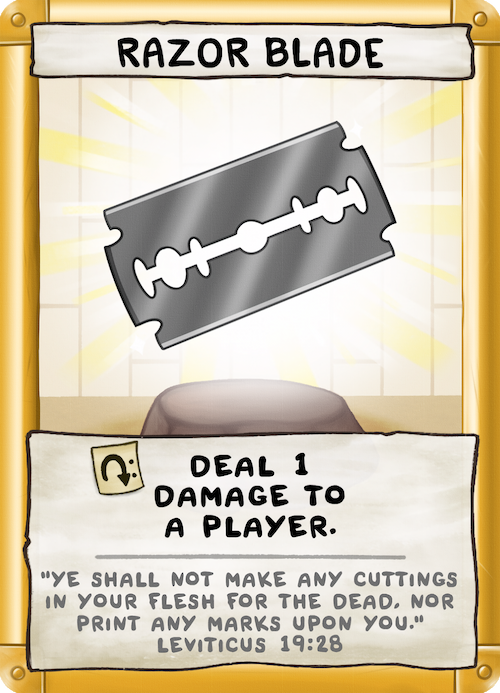 RAZOR BLADE
DEAL 1
DAMAGE TO
A PLAYER.
"YE SHALL NOT MAKE ANY CUTTINGS
IN YOUR FLESH FOR THE DEAD, NOR
PRINT ANY MARKS UPON YOU."
LEVITICUS 19:28